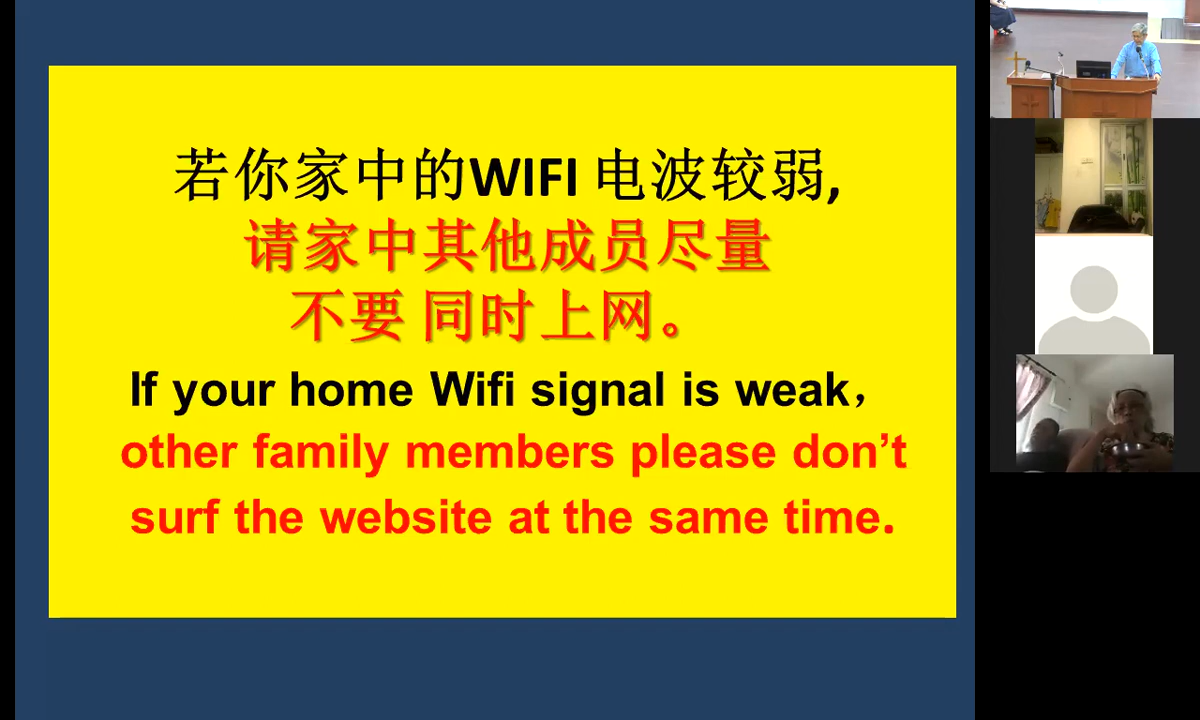 若你家中的WIFI 电波较弱,
请家中其他成员尽量
不要 同时上网。
If your home Wifi signal is weak，
other family members please don’t
surf the website at the same time.